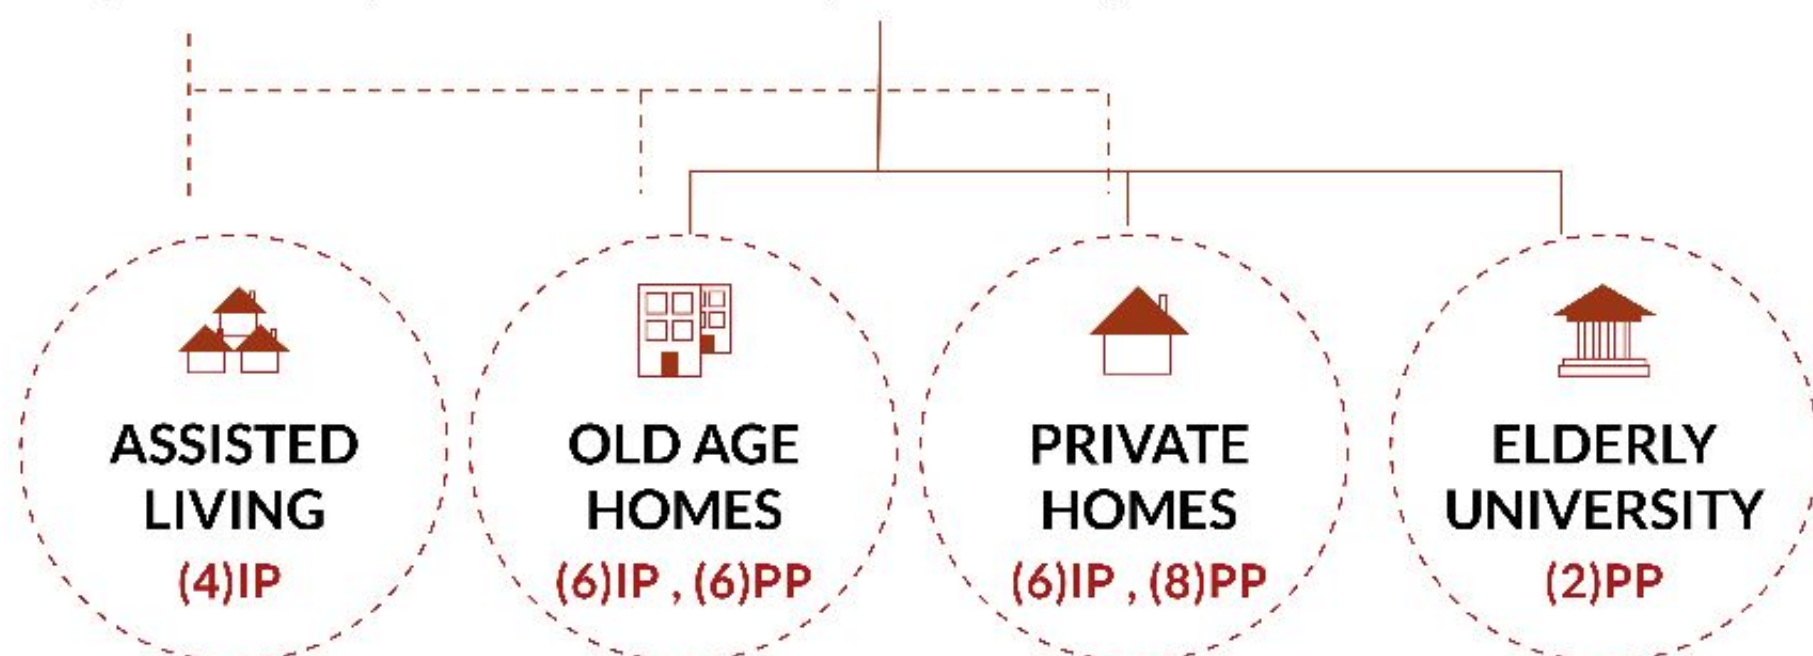 ASSISTED
LIVING
(4)IP
OLD AGE
HOMES
(6)IP , (6)PP
PRIVATE
HOMES
(6)IP , (8)PP
ELDERLY
UNIVERSITY
(2)PP